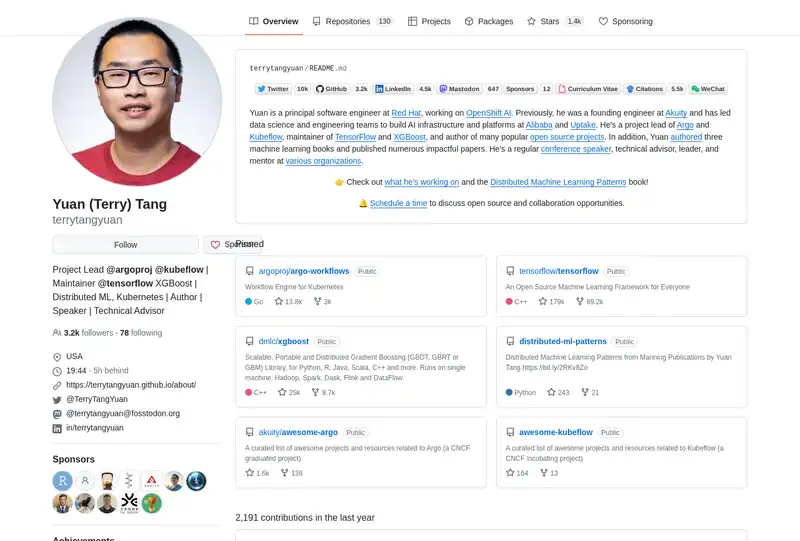 Overview Repositories 130 Projects Packages Stars 1.4k Sponsoring
terrytangyuan/README.md
Twitter 10k GitHub 3.2k LinkedIn 4.5k Mastodon 647 Sponsors 12 Curriculum Vitae Citations 5.5k WeChat
Yuan is a principal software engineer at Red Hat, working on OpenShift AI. Previously, he was a founding engineer at Akuity and has led
data science and engineering teams to build AI infrastructure and platforms at Alibaba and Uptake. He's a project lead of Argo and
Kubeflow, maintainer of TensorFlow and XGBoost, and author of many popular open source projects. In addition, Yuan authored three
machine learning books and published numerous impactful papers. He's a regular conference speaker, technical advisor, leader, and
mentor at various organizations.
👉 Check out what he's working on and the Distributed Machine Learning Patterns book!
🔔 Schedule a time to discuss open source and collaboration opportunities.
Yuan (Terry) Tang
terrytangyuan
Follow
Sponsor
Project Lead @argoproj @kubeflow |
Maintainer @tensorflow XGBoost |
Distributed ML, Kubernetes | Author |
Speaker | Technical Advisor
3.2k followers · 78 following
USA
19:44 - 5h behind
https://terrytangyuan.github.io/about/
@TerryTangYuan
@terrytangyuan@fosstodon.org
in/terrytangyuan
Sponsors
Achievements
Pinned
argoproj/argo-workflows Public
Workflow Engine for Kubernetes
Go 13.8k 3k
tensorflow/tensorflow Public
An Open Source Machine Learning Framework for Everyone
C++ 179k 89.2k
dmlc/xgboost Public
Scalable, Portable and Distributed Gradient Boosting (GBDT, GBRT or
GBM) Library, for Python, R, Java, Scala, C++ and more. Runs on
single machine, Hadoop, Spark, Dask, Flink and DataFlow
C++ 25k 8.7k
distributed-ml-patterns Public
Distributed Machine Learning Patterns from Manning Publications by Yuan
Tang https://bit.ly/2RKv8Zo
Python 243 21
akuity/awesome-argo Public
A curated list of awesome projects and resources related to Argo (a CNCF
graduated project)
1.6k 138
awesome-kubeflow Public
A curated list of awesome projects and resources related to Kubeflow (a
CNCF incubating project)
164 13
2,191 contributions in the last year